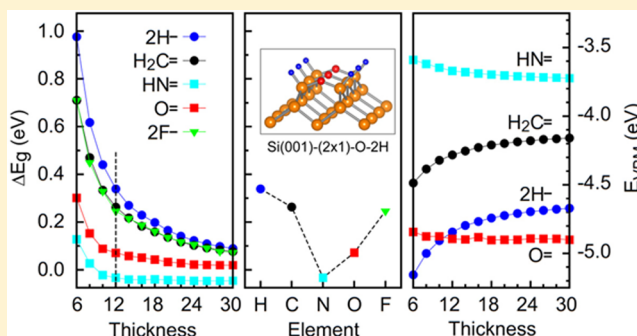 ΔEg (eV)
1.0
0.8
0.6
0.4
0.2
0.0
2H-
H₂C=
HN=
O=
2F-
6 12 18 24 30
Thickness
Si(001)-(2x1)-O-2H
H C N O F
Element
HN=
H₂C=
2H-
O=
6 12 18 24 30
Thickness
-3.5
-4.0
-4.5
-5.0
E_VBM (eV)